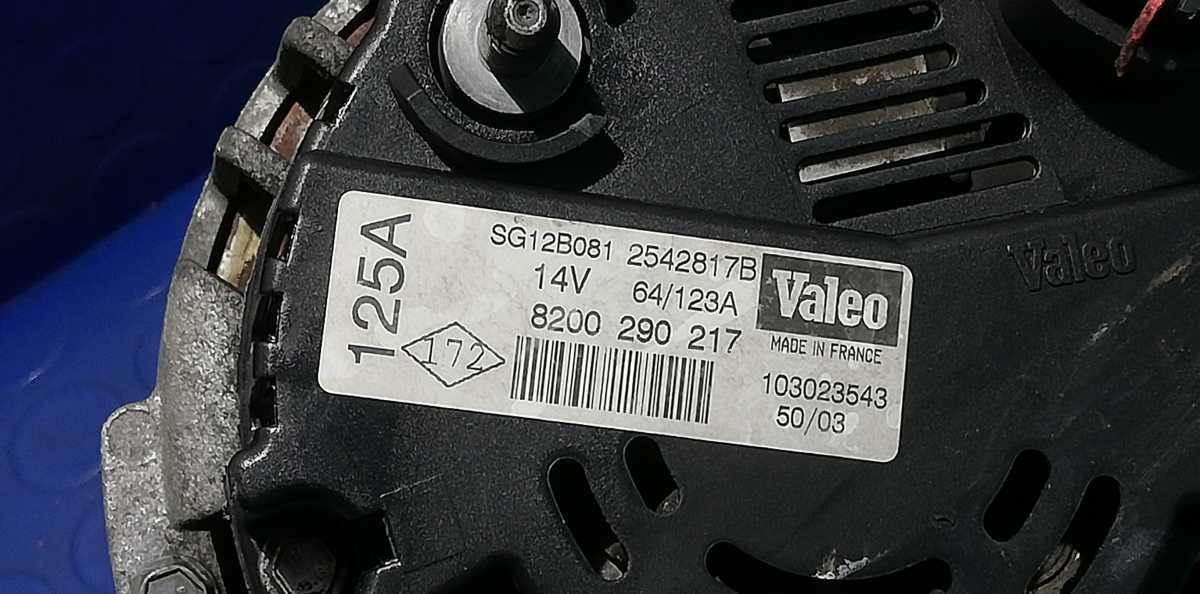 125A
172
SG12B081 2542817B
14V 64/123A
8200 290 217
Valeo
MADE IN FRANCE
103023543
50/03
Valeo